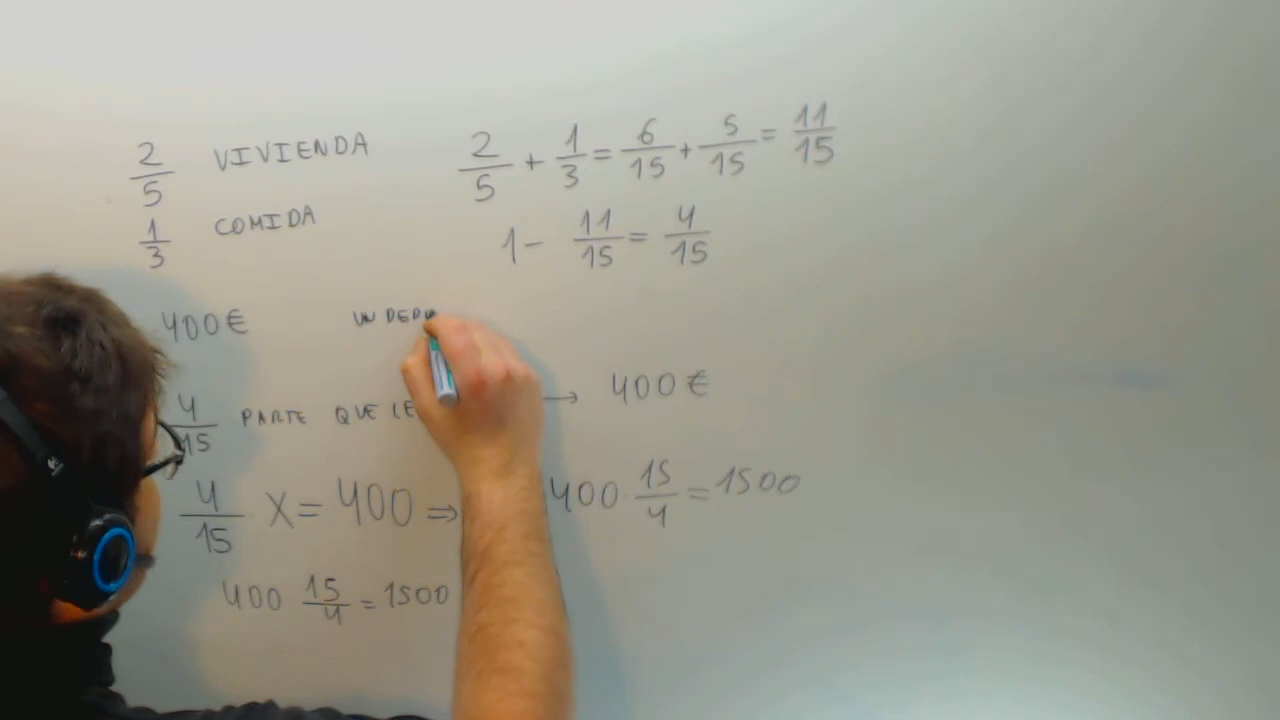 2/5 VIVIENDA
1/3 COMIDA
2/5 + 1/3 = 6/15 + 5/15 = 11/15
1 - 11/15 = 4/15
400€
UN
4/15 PARTE QUE LE → 400€
4/15 X = 400 ⇒ 400 · 15/4 = 1500
400 15/4 = 1500